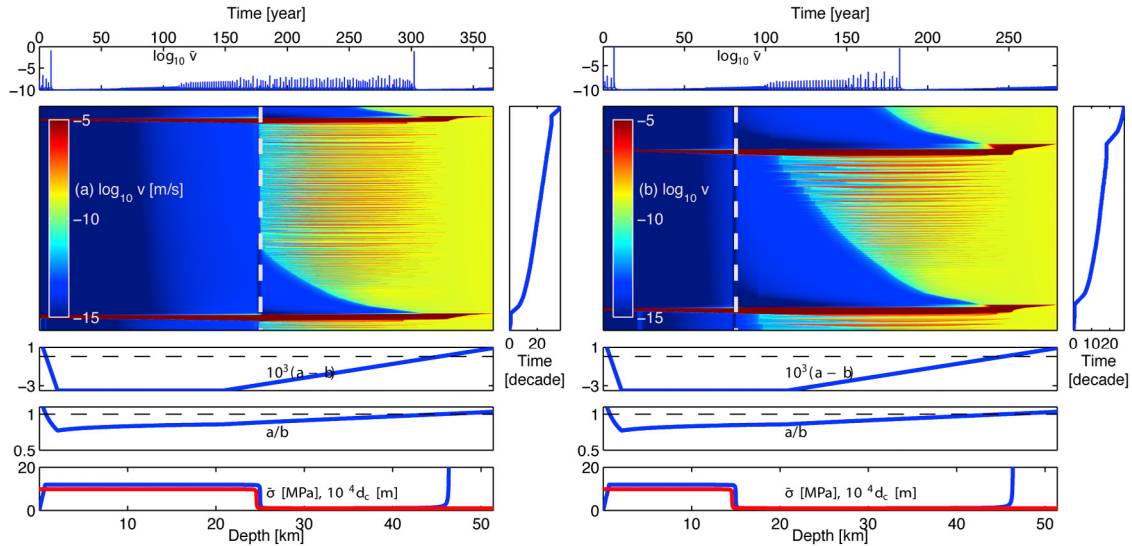 Time [year]
0 50 100 150 200 250 300 350
0
−5
−10
log10 v̄
−5
(a) log10 v [m/s]
−10
−15
0 20
Time
[decade]
1
−3
10³(a − b)
1
0.5
a/b
20
10
0
σ̄ [MPa], 10 ⁴dc [m]
10 20 30 40 50
Depth [km]
Time [year]
0 50 100 150 200 250
0
−5
−10
log10 v̄
−5
(b) log10 v
−10
−15
0 1020
Time
[decade]
1
−3
10³(a − b)
1
0.5
a/b
20
10
0
σ̄ [MPa], 10 ⁴dc [m]
10 20 30 40 50
Depth [km]